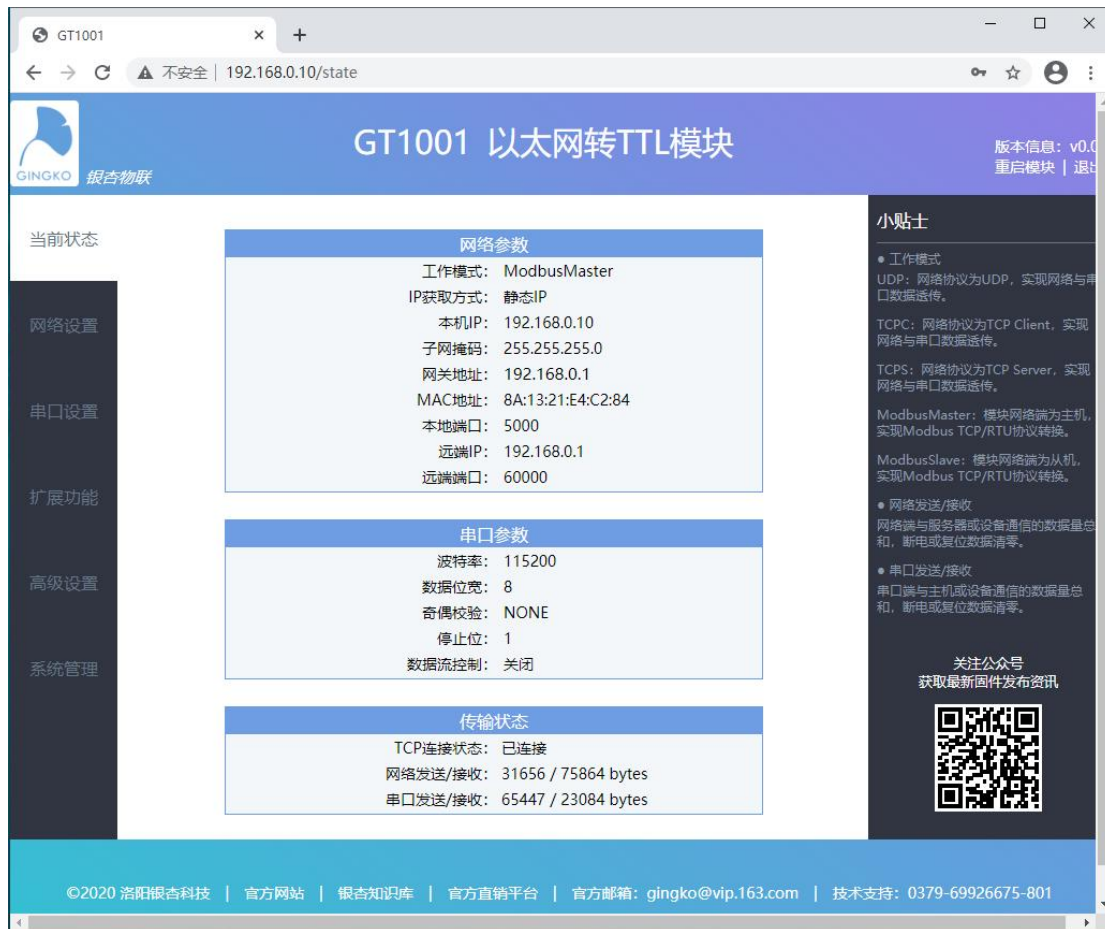 GT1001
不安全 | 192.168.0.10/state
GINGKO 银杏物联
GT1001 以太网转TTL模块
版本信息: v0.0
重启模块 | 退出
当前状态
网络设置
串口设置
扩展功能
高级设置
系统管理
网络参数
工作模式: ModbusMaster
IP获取方式: 静态IP
本机IP: 192.168.0.10
子网掩码: 255.255.255.0
网关地址: 192.168.0.1
MAC地址: 8A:13:21:E4:C2:84
本地端口: 5000
远端IP: 192.168.0.1
远端端口: 60000
串口参数
波特率: 115200
数据位宽: 8
奇偶校验: NONE
停止位: 1
数据流控制: 关闭
传输状态
TCP连接状态: 已连接
网络发送/接收: 31656 / 75864 bytes
串口发送/接收: 65447 / 23084 bytes
小贴士
● 工作模式
UDP: 网络协议为UDP, 实现网络与串
口数据透传。
TCPC: 网络协议为TCP Client, 实现
网络与串口数据透传。
TCPS: 网络协议为TCP Server, 实现
网络与串口数据透传。
ModbusMaster: 模块网络端为主机,
实现Modbus TCP/RTU协议转换。
ModbusSlave: 模块网络端为从机,
实现Modbus TCP/RTU协议转换。
● 网络发送/接收
网络端与服务器或设备通信的数据量总
和, 断电或复位数据清零。
● 串口发送/接收
串口端与主机或设备通信的数据量总
和, 断电或复位数据清零。
关注公众号
获取最新固件发布资讯
©2020 洛阳银杏科技 | 官方网站 | 银杏知识库 | 官方直销平台 | 官方邮箱: gingko@vip.163.com | 技术支持: 0379-69926675-801